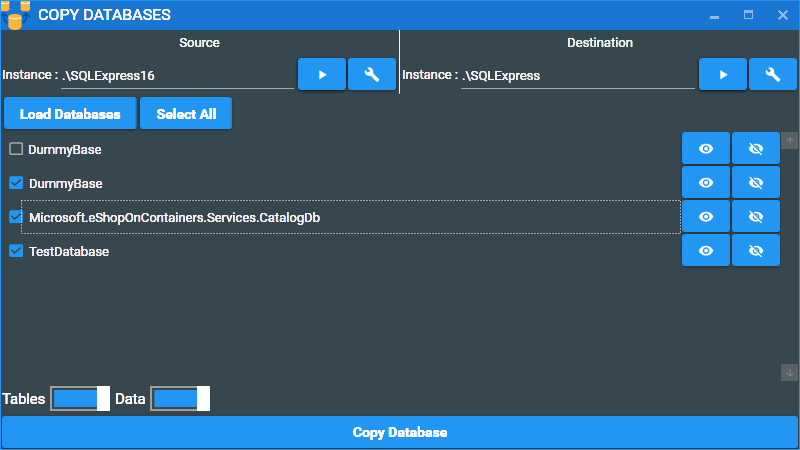 COPY DATABASES
Source
Destination
Instance : .\SQLExpress16
Instance : .\SQLExpress
Load Databases
Select All
DummyBase
DummyBase
Microsoft.eShopOnContainers.Services.CatalogDb
TestDatabase
Tables
Data
Copy Database